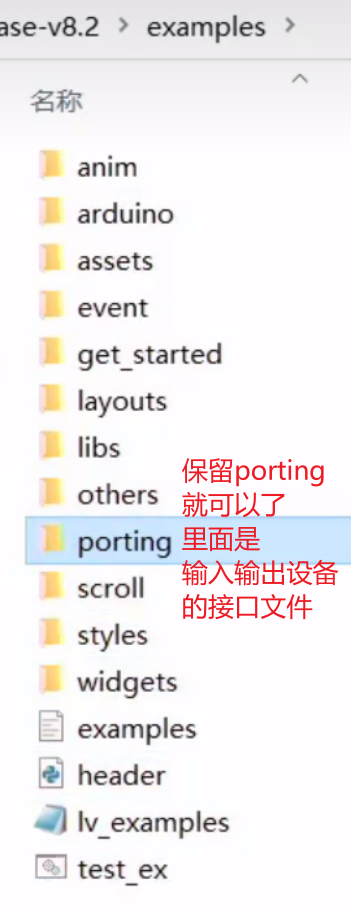 ase-v8.2 > examples >
名称
anim
arduino
assets
event
get_started
layouts
libs
others
porting
scroll
styles
widgets
examples
header
lv_examples
test_ex
保留porting
就可以了
里面是
输入输出设备
的接口文件